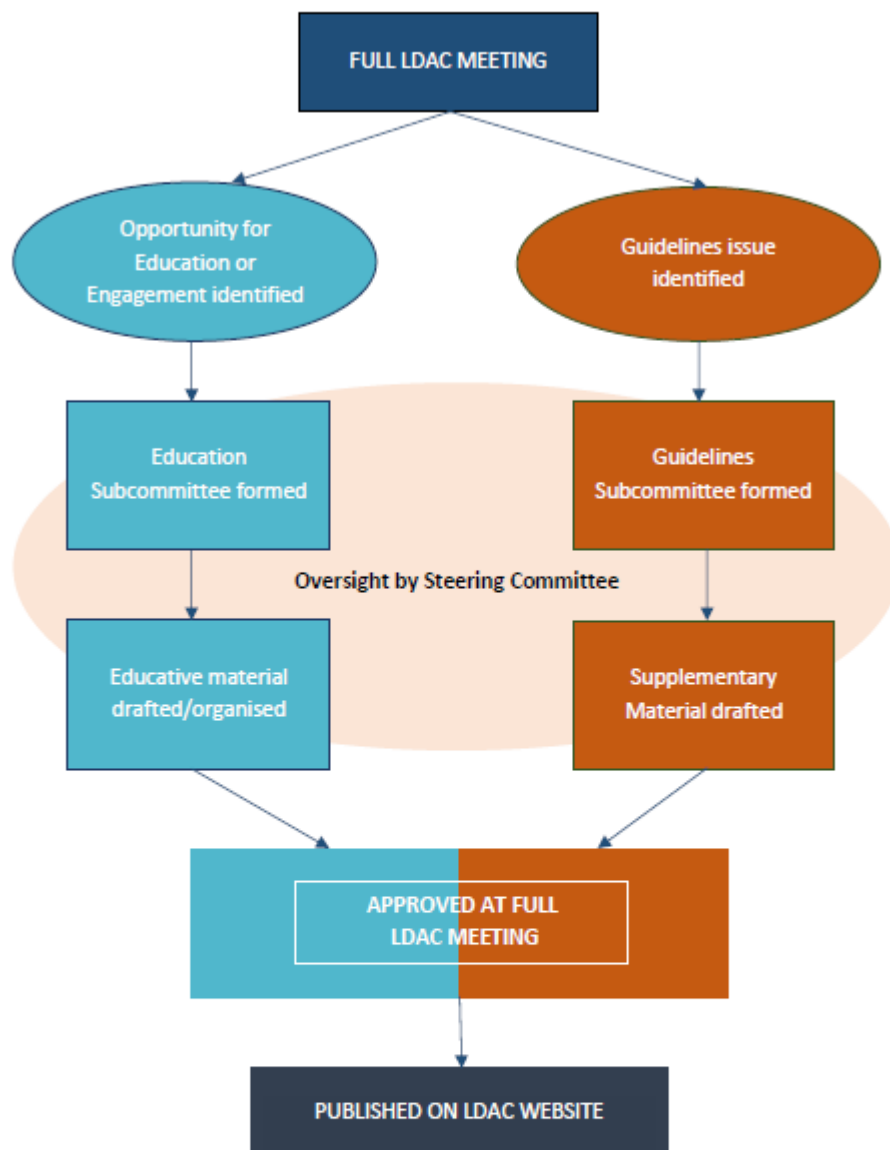 FULL LDAC MEETING
Opportunity for
Education or
Engagement identified
Guidelines issue
identified
Education
Subcommittee formed
Guidelines
Subcommittee formed
Oversight by Steering Committee
Educative material
drafted/organised
Supplementary
Material drafted
APPROVED AT FULL
LDAC MEETING
PUBLISHED ON LDAC WEBSITE